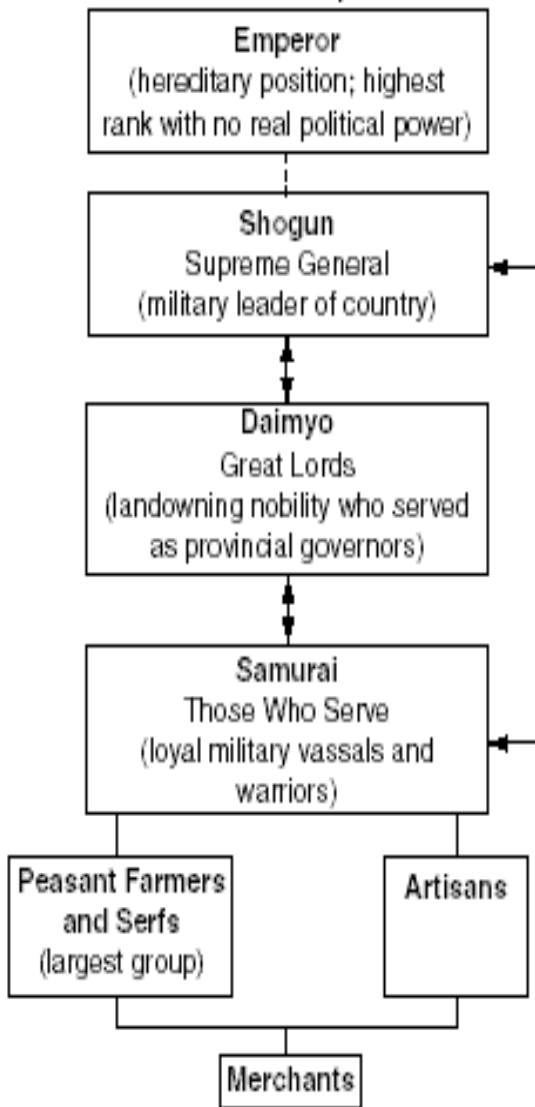 Emperor
(hereditary position; highest
rank with no real political power)
Shogun
Supreme General
(military leader of country)
Daimyo
Great Lords
(landowning nobility who served
as provincial governors)
Samurai
Those Who Serve
(loyal military vassals and
warriors)
Peasant Farmers
and Serfs
(largest group)
Artisans
Merchants